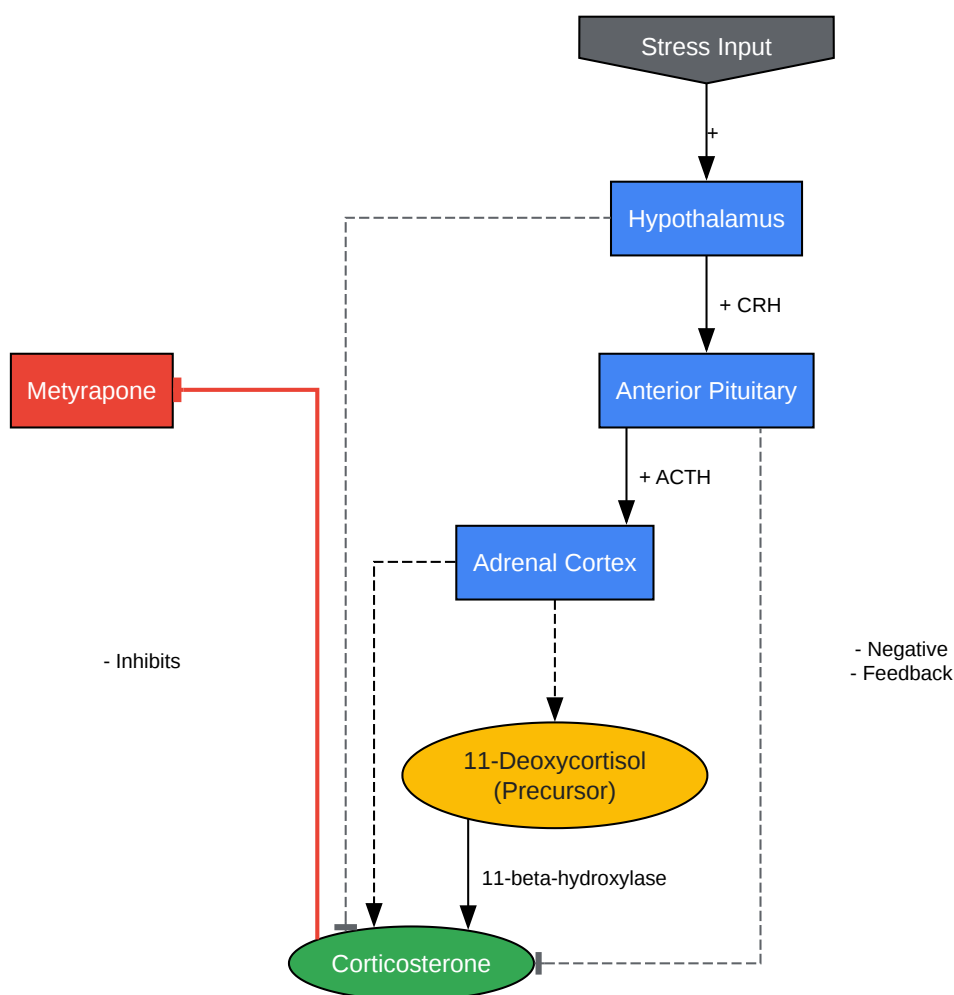 Stress Input
+
Hypothalamus
+ CRH
Metyrapone
Anterior Pituitary
+ ACTH
Adrenal Cortex
- Inhibits
- Negative
- Feedback
11-Deoxycortisol
(Precursor)
11-beta-hydroxylase
Corticosterone